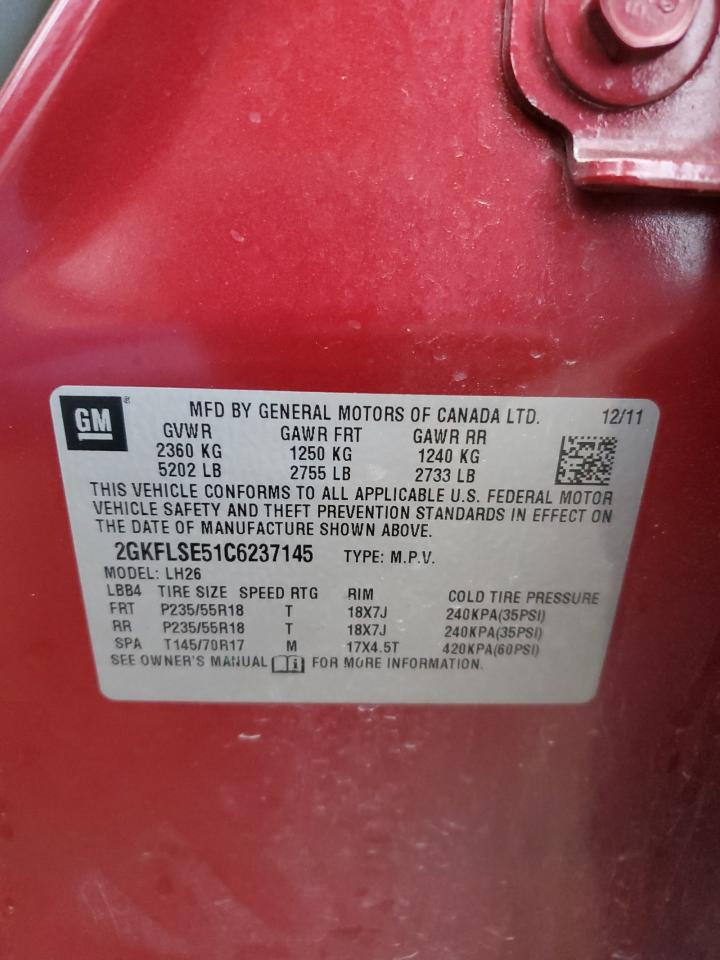 GM®
MFD BY GENERAL MOTORS OF CANADA LTD. 12/11
GVWR GAWR FRT GAWR RR
2360 KG 1250 KG 1240 KG
5202 LB 2755 LB 2733 LB
THIS VEHICLE CONFORMS TO ALL APPLICABLE U.S. FEDERAL MOTOR
VEHICLE SAFETY AND THEFT PREVENTION STANDARDS IN EFFECT ON
THE DATE OF MANUFACTURE SHOWN ABOVE.
2GKFLSE51C6237145 TYPE: M.P.V.
MODEL: LH26
LBB4 TIRE SIZE SPEED RTG RIM COLD TIRE PRESSURE
FRT P235/55R18 T 18X7J 240KPA(35PSI)
RR P235/55R18 T 18X7J 240KPA(35PSI)
SPA T145/70R17 M 17X4.5T 420KPA(60PSI)
SEE OWNER'S MANUAL FOR MORE INFORMATION.